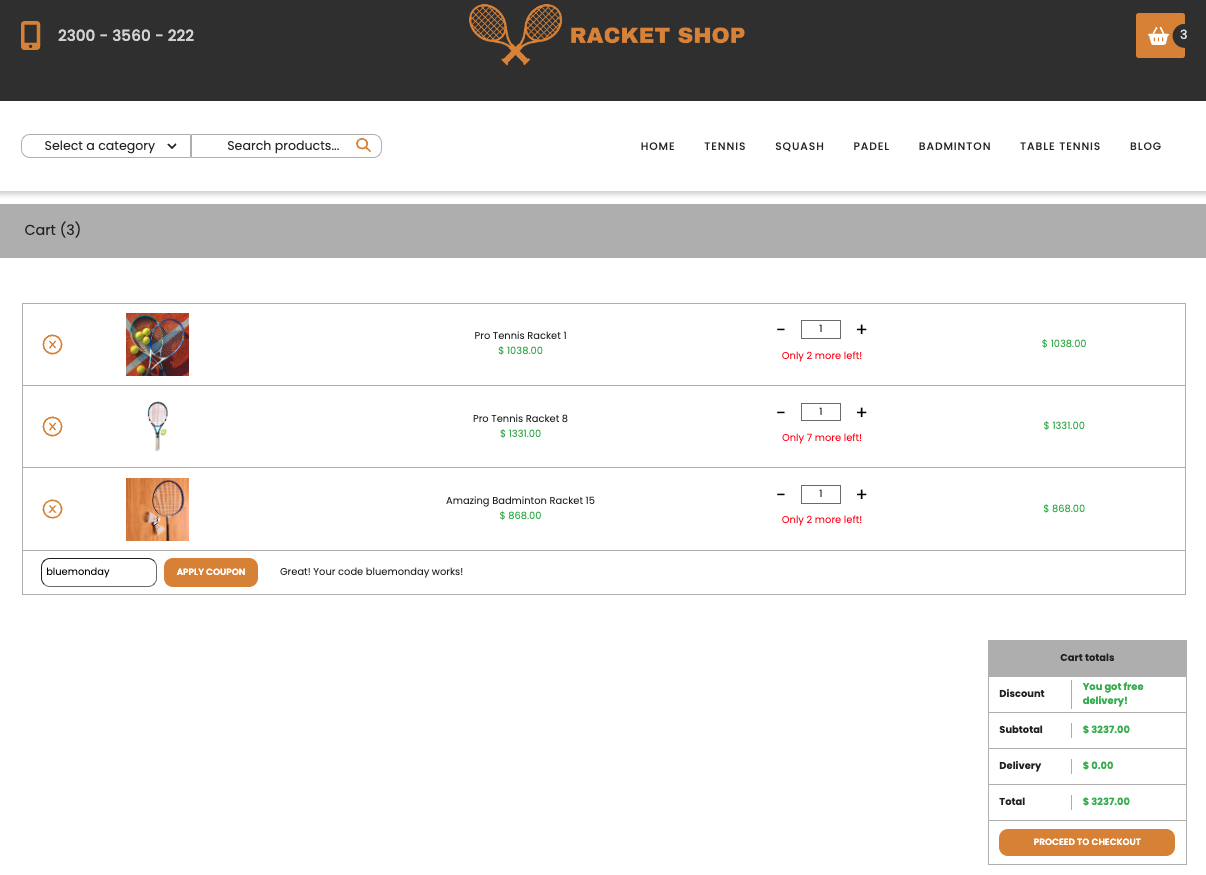 2300 - 3560 - 222
RACKET SHOP
3
Select a category
Search products...
HOME TENNIS SQUASH PADEL BADMINTON TABLE TENNIS BLOG
Cart (3)
X
Pro Tennis Racket 1
$ 1038.00
- 1 +
Only 2 more left!
$ 1038.00
X
Pro Tennis Racket 8
$ 1331.00
- 1 +
Only 7 more left!
$ 1331.00
X
Amazing Badminton Racket 15
$ 868.00
- 1 +
Only 2 more left!
$ 868.00
bluemonday
APPLY COUPON
Great! Your code bluemonday works!
Cart totals
Discount
You got free
delivery!
Subtotal $ 3237.00
Delivery $ 0.00
Total $ 3237.00
PROCEED TO CHECKOUT